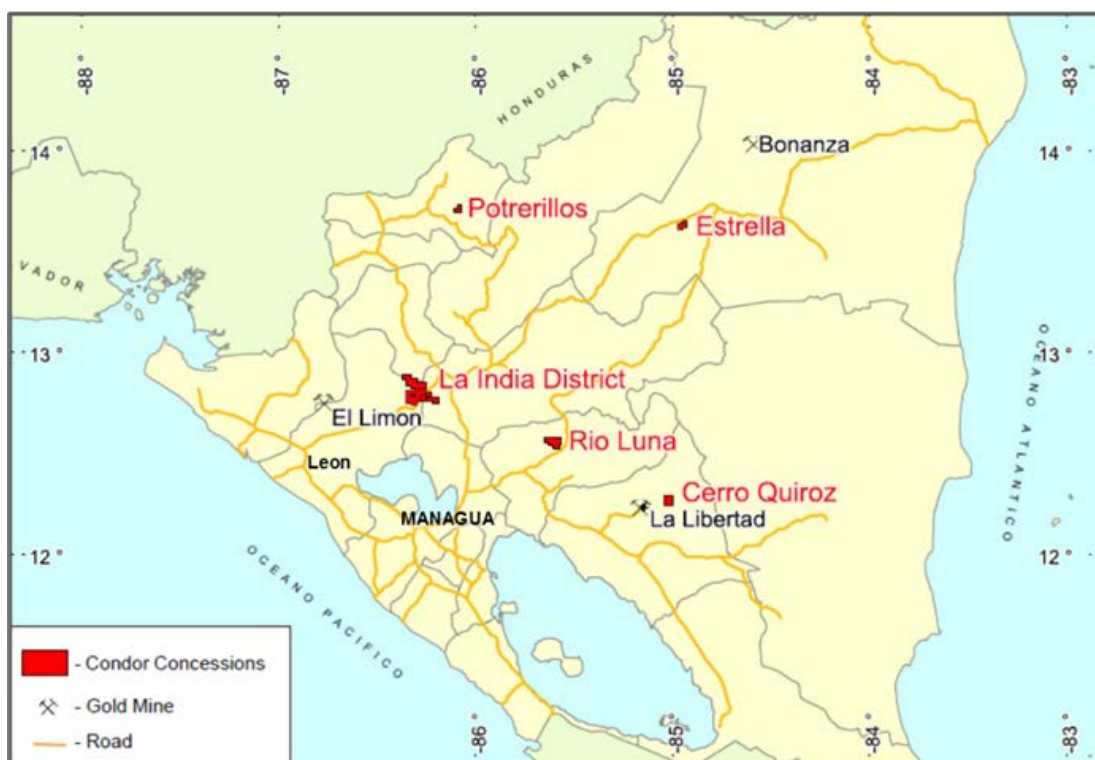 -88
-87
-86
-85
-84
-83
HONDURAS
14°
14°
Bonanza
Potrerillos
Estrella
VADOR
13°
13°
La India District
El Limon
Rio Luna
Leon
Cerro Quiroz
La Libertad
MANAGUA
OCEANO ATLANTICO
12°
12°
OCEANO PACIFICO
- Condor Concessions
- Gold Mine
- Road
-86
-85
-84
-83